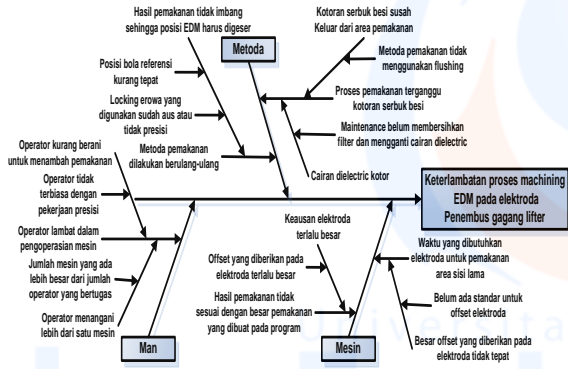 Hasil pemakanan tidak imbang
sehingga posisi EDM harus digeser
Kotoran serbuk besi susah
Keluar dari area pemakanan
Metoda
Metoda pemakanan tidak
menggunakan flushing
Posisi bola referensi
kurang tepat
Proses pemakanan terganggu
kotoran serbuk besi
Locking erowa yang
digunakan sudah aus atau
tidak presisi
Maintenance belum membersihkan
filter dan mengganti cairan dielectric
Metoda pemakanan
dilakukan berulang-ulang
Cairan dielectric kotor
Operator kurang berani
untuk menambah pemakanan
Operator tidak
terbiasa dengan
pekerjaan presisi
Operator lambat dalam
pengoperasian mesin
Jumlah mesin yang ada
lebih besar dari jumlah
operator yang bertugas
Operator menangani
lebih dari satu mesin
Man
Keterlambatan proses machining
EDM pada elektroda
Penembus gagang lifter
Keausan elektroda
terlalu besar
Offset yang diberikan pada
elektroda terlalu besar
Hasil pemakanan tidak
sesuai dengan besar pemakanan
yang dibuat pada program
Waktu yang dibutuhkan
elektroda untuk pemakanan
area sisi lama
Belum ada standar untuk
offset elektroda
Besar offset yang diberikan pada
elektroda tidak tepat
Mesin
Universita